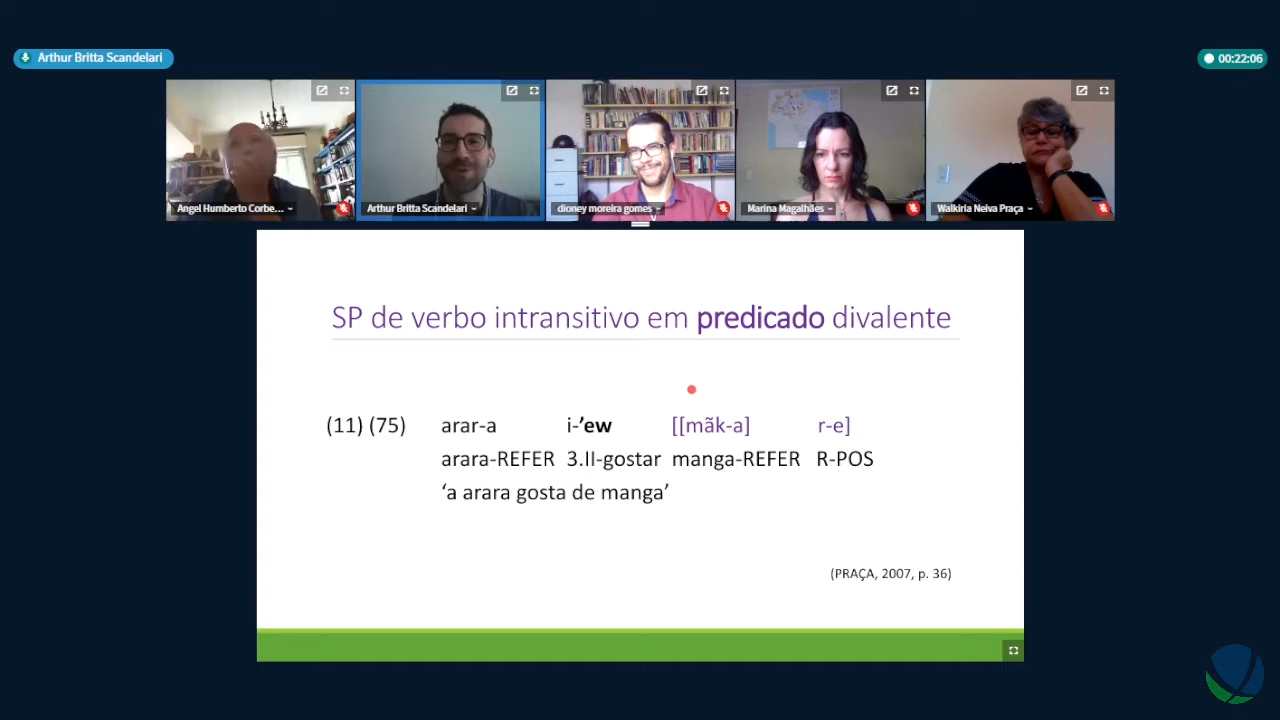 Arthur Britta Scandelari
00:22:06
Angel Humberto Corbe...
Arthur Britta Scandelari
dioney moreira gomes
Marina Magalhães
Walkiria Neiva Praça
SP de verbo intransitivo em predicado divalente
(11) (75) arar-a i-’ew [[mãk-a] r-e]
arara-REFER 3.II-gostar manga-REFER R-POS
‘a arara gosta de manga’
(PRAÇA, 2007, p. 36)